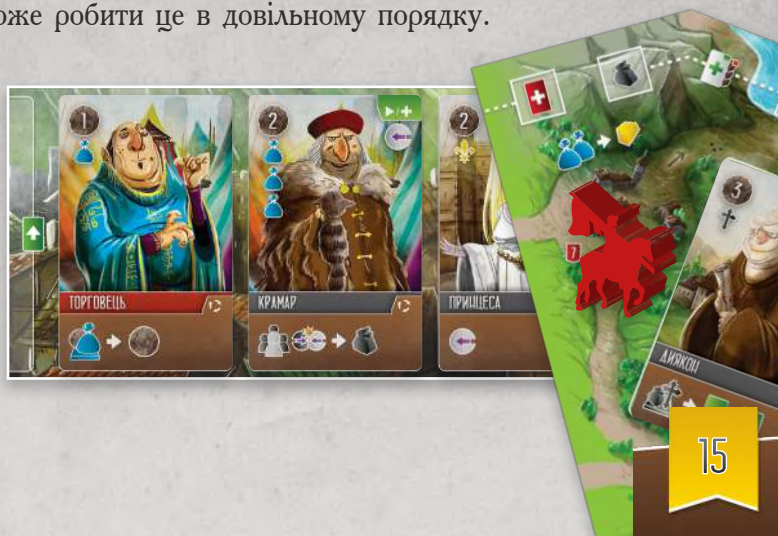 оже робити це в довільному порядку.
1
2
2
3
ТОРГОВЕЦЬ
КРАМАР
ПРИНЦЕСА
ДИЯКОН
7
15